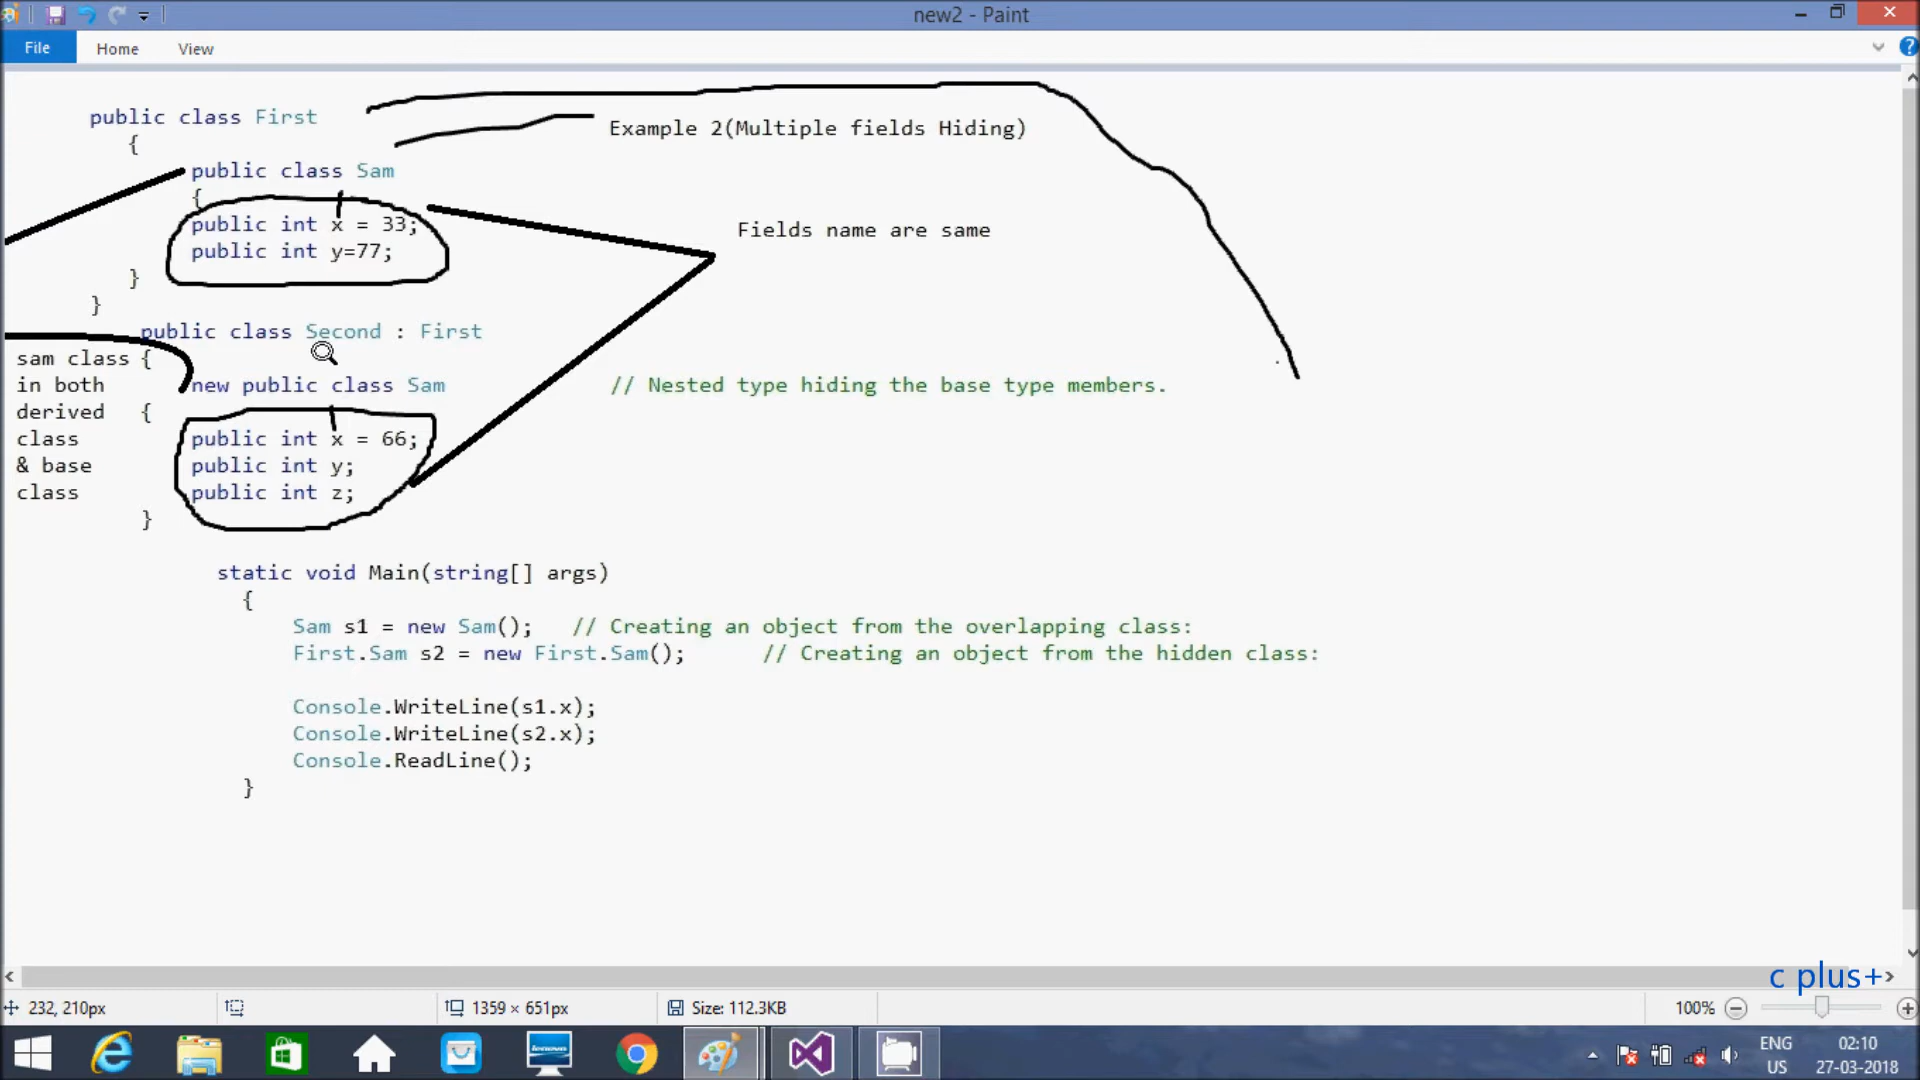 new2 - Paint
File Home View
public class First
{
Example 2(Multiple fields Hiding)
public class Sam
{
public int x = 33;
Fields name are same
public int y=77;
}
}
public class Second : First
sam class {
in both new public class Sam // Nested type hiding the base type members.
derived {
class public int x = 66;
& base public int y;
class public int z;
}
static void Main(string[] args)
{
Sam s1 = new Sam(); // Creating an object from the overlapping class:
First.Sam s2 = new First.Sam(); // Creating an object from the hidden class:
Console.WriteLine(s1.x);
Console.WriteLine(s2.x);
Console.ReadLine();
}
c plus+
232, 210px 1359 × 651px Size: 112.3KB 100%
ENG 02:10
US 27-03-2018